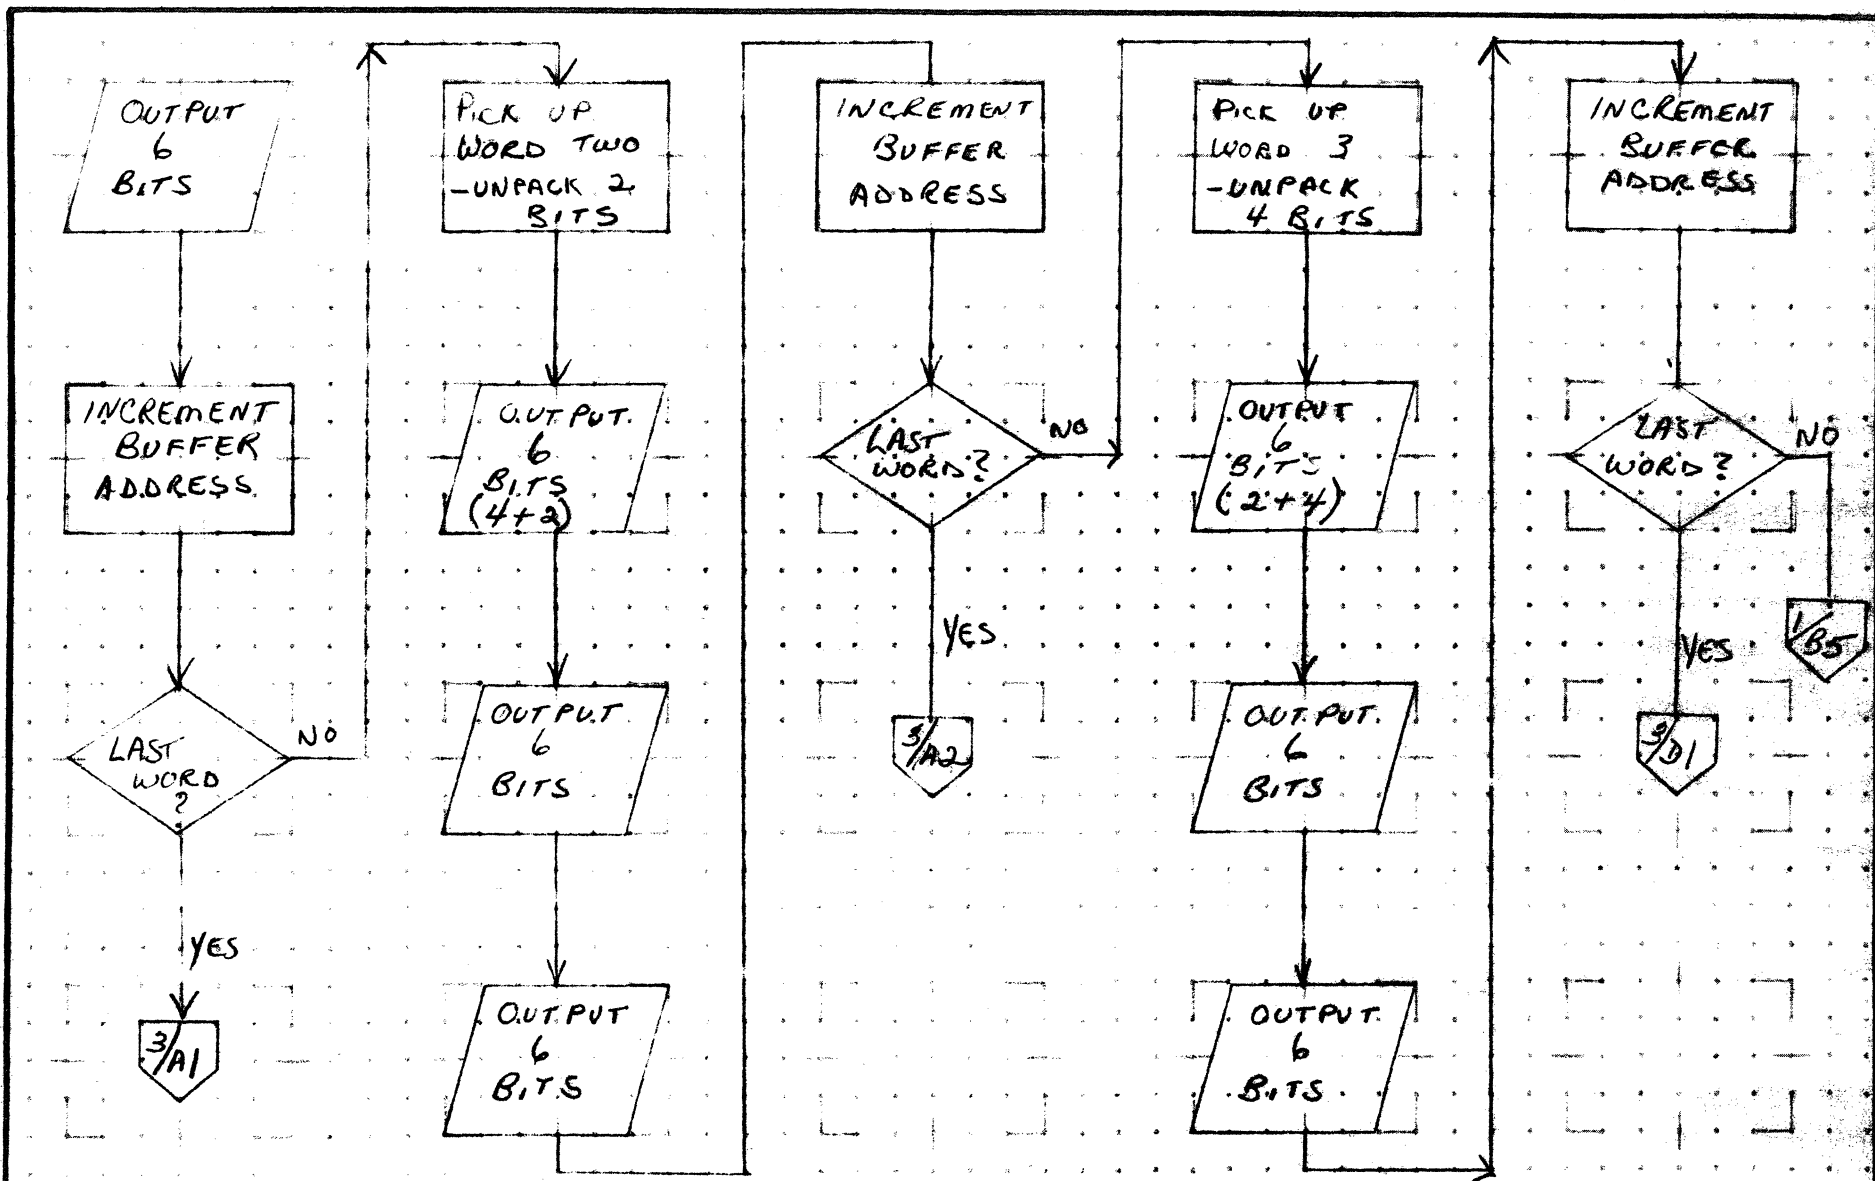 OUTPUT
6
BITS
INCREMENT
BUFFER
ADDRESS
LAST
WORD
?
NO
YES
3/A1
PICK UP
WORD TWO
-UNPACK 2
BITS
OUTPUT
6
BITS
(4+2)
OUTPUT
6
BITS
OUTPUT
6
BITS
INCREMENT
BUFFER
ADDRESS
LAST
WORD?
NO
YES
3/A2
PICK UP
WORD 3
-UNPACK
4 BITS
OUTPUT
6
BITS
(2+4)
OUTPUT
6
BITS
OUTPUT
6
BITS
INCREMENT
BUFFER
ADDRESS
LAST
WORD?
NO
1/B5
YES
3/D1